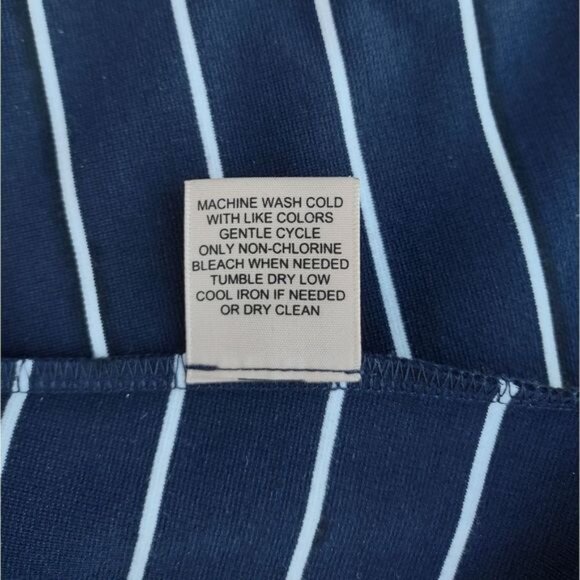 MACHINE WASH COLD
WITH LIKE COLORS
GENTLE CYCLE
ONLY NON-CHLORINE
BLEACH WHEN NEEDED
TUMBLE DRY LOW
COOL IRON IF NEEDED
OR DRY CLEAN